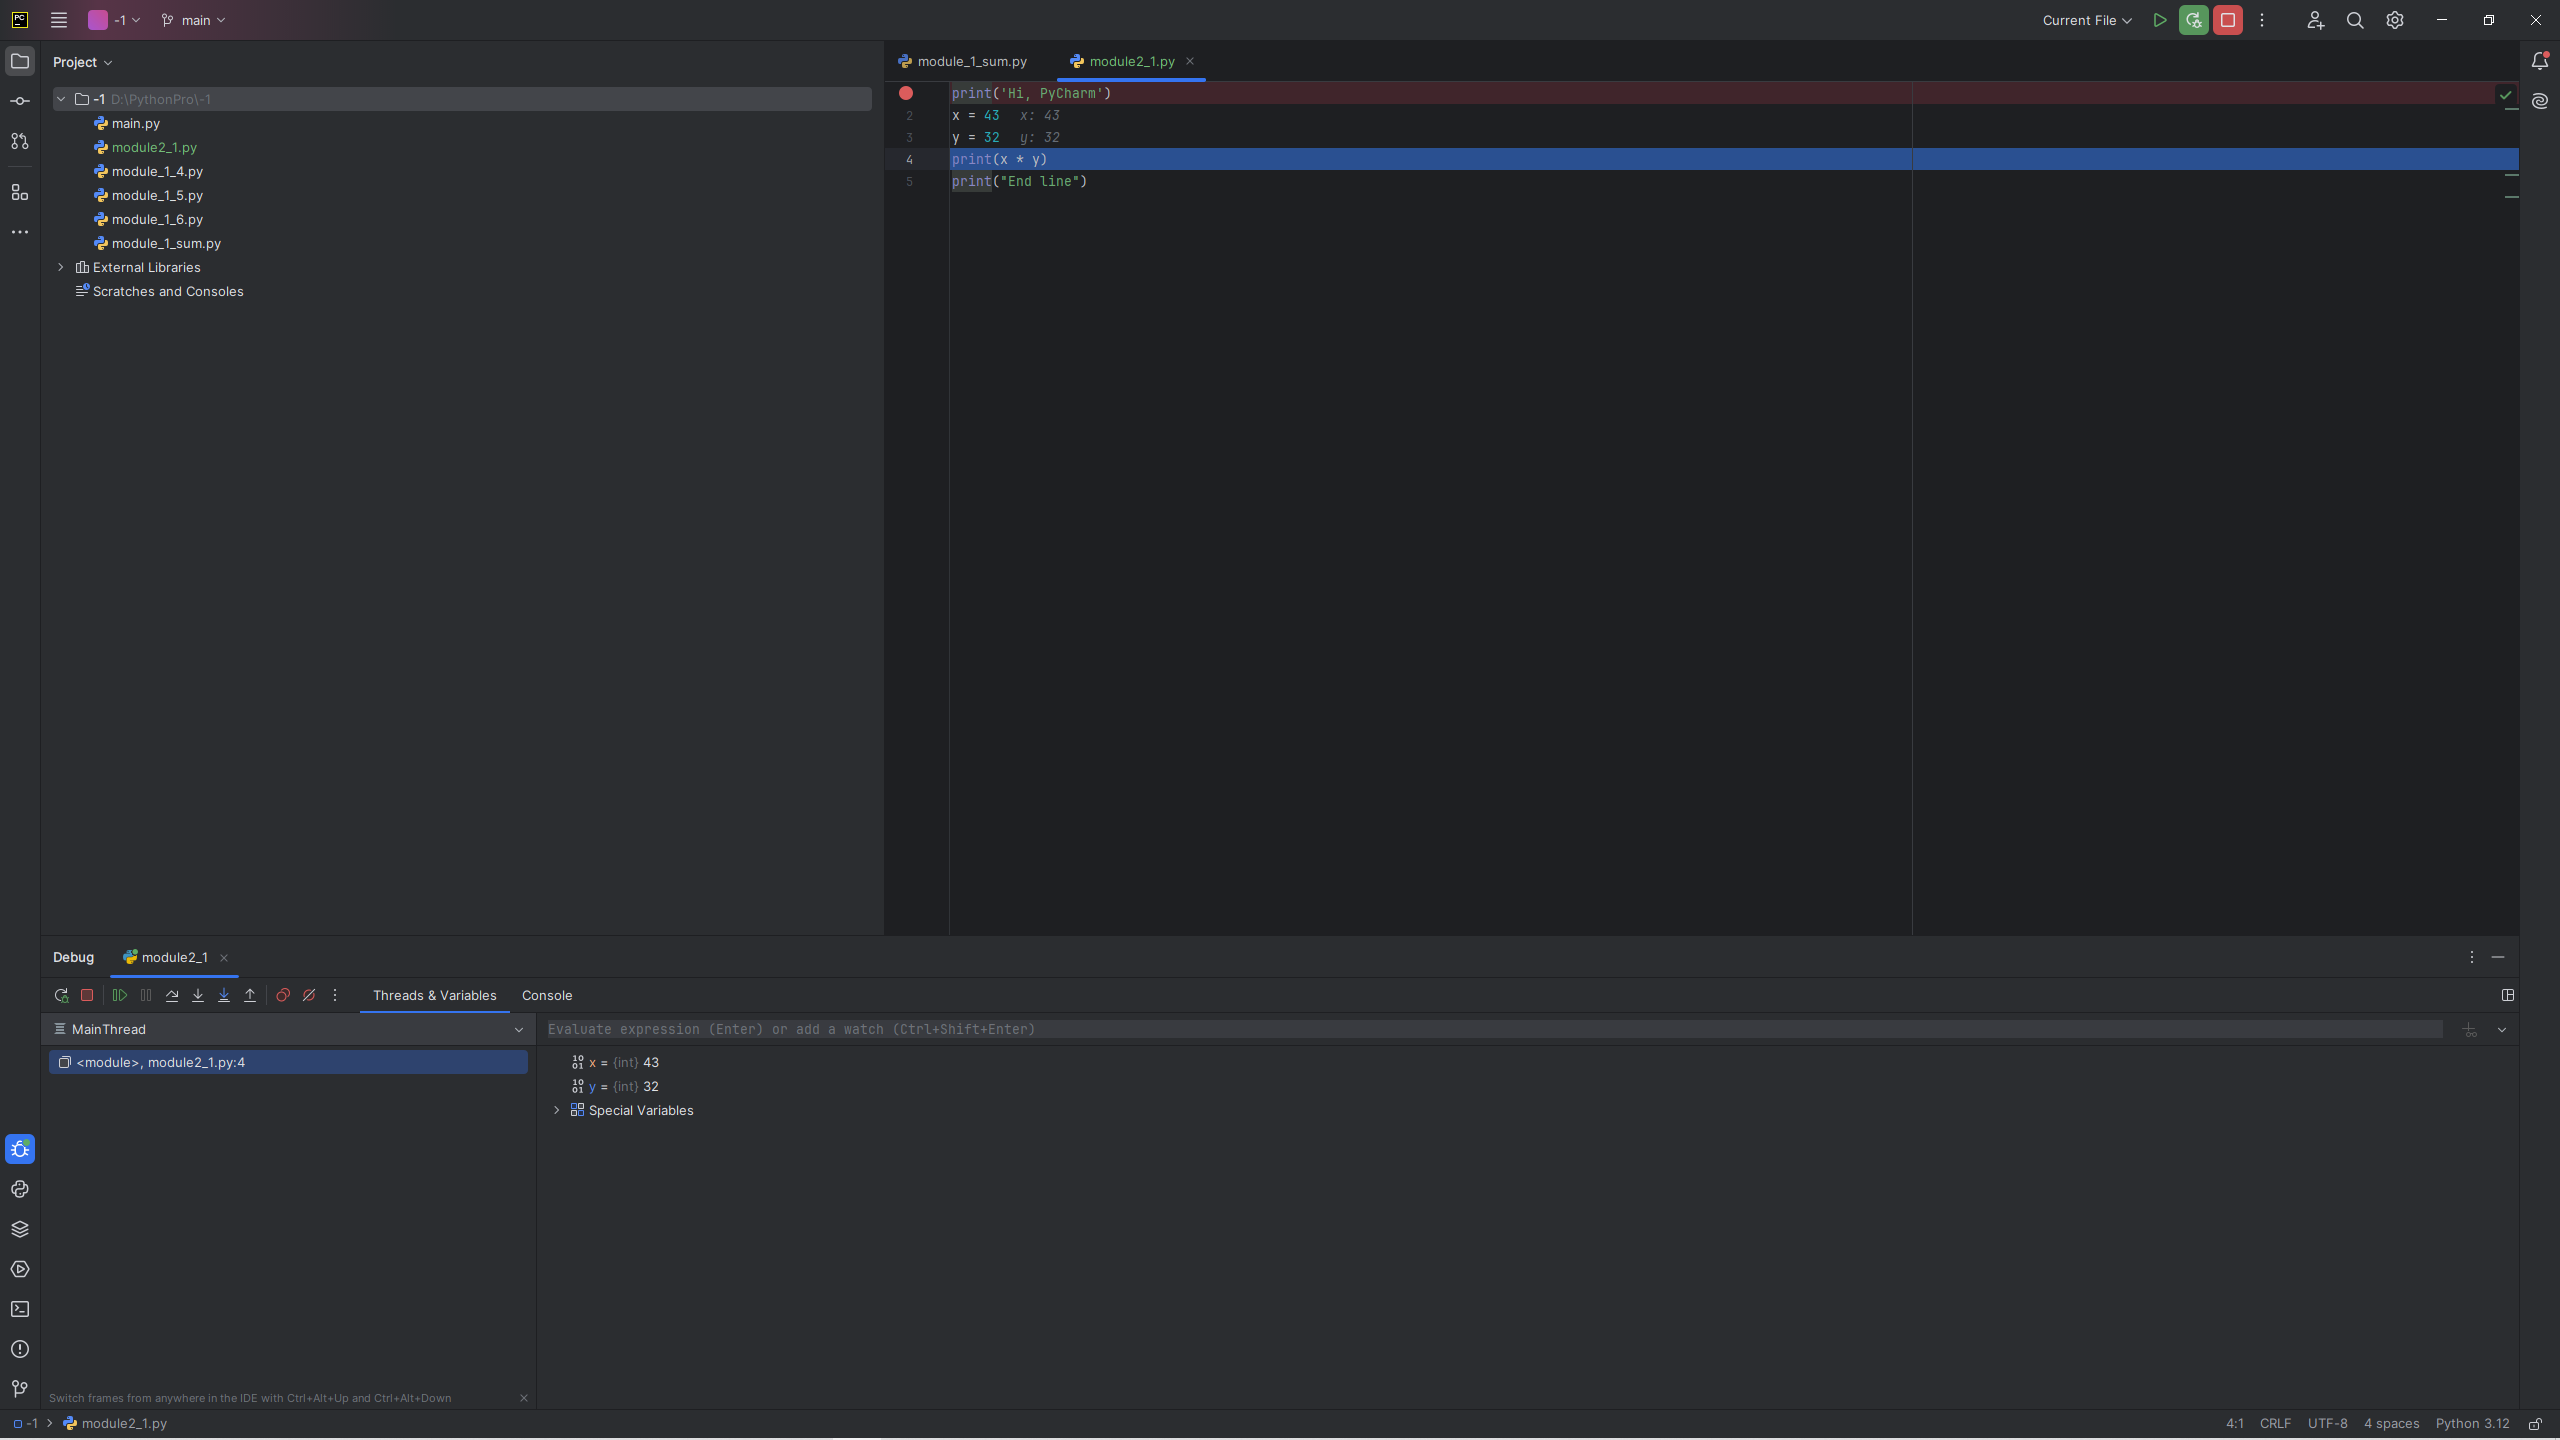 PC
-1
main
Current File
Project
module_1_sum.py
module2_1.py
-1 D:\PythonPro\-1
main.py
module2_1.py
module_1_4.py
module_1_5.py
module_1_6.py
module_1_sum.py
External Libraries
Scratches and Consoles
print('Hi, PyCharm')
2 x = 43 x: 43
3 y = 32 y: 32
4 print(x * y)
5 print("End line")
Debug
module2_1
Threads & Variables
Console
MainThread
Evaluate expression (Enter) or add a watch (Ctrl+Shift+Enter)
<module>, module2_1.py:4
x = {int} 43
y = {int} 32
Special Variables
Switch frames from anywhere in the IDE with Ctrl+Alt+Up and Ctrl+Alt+Down
-1 module2_1.py
4:1 CRLF UTF-8 4 spaces Python 3.12